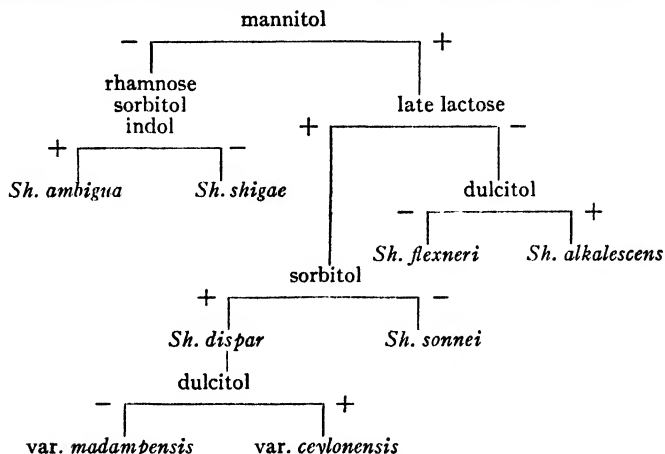 mannitol
− +
rhamnose
sorbitol
indol
late lactose
+ − + −
Sh. ambigua Sh. shigae
dulcitol
− +
Sh. flexneri Sh. alkalescens
sorbitol
+ −
Sh. dispar Sh. sonnei
dulcitol
− +
var. madampensis var. ceylonensis